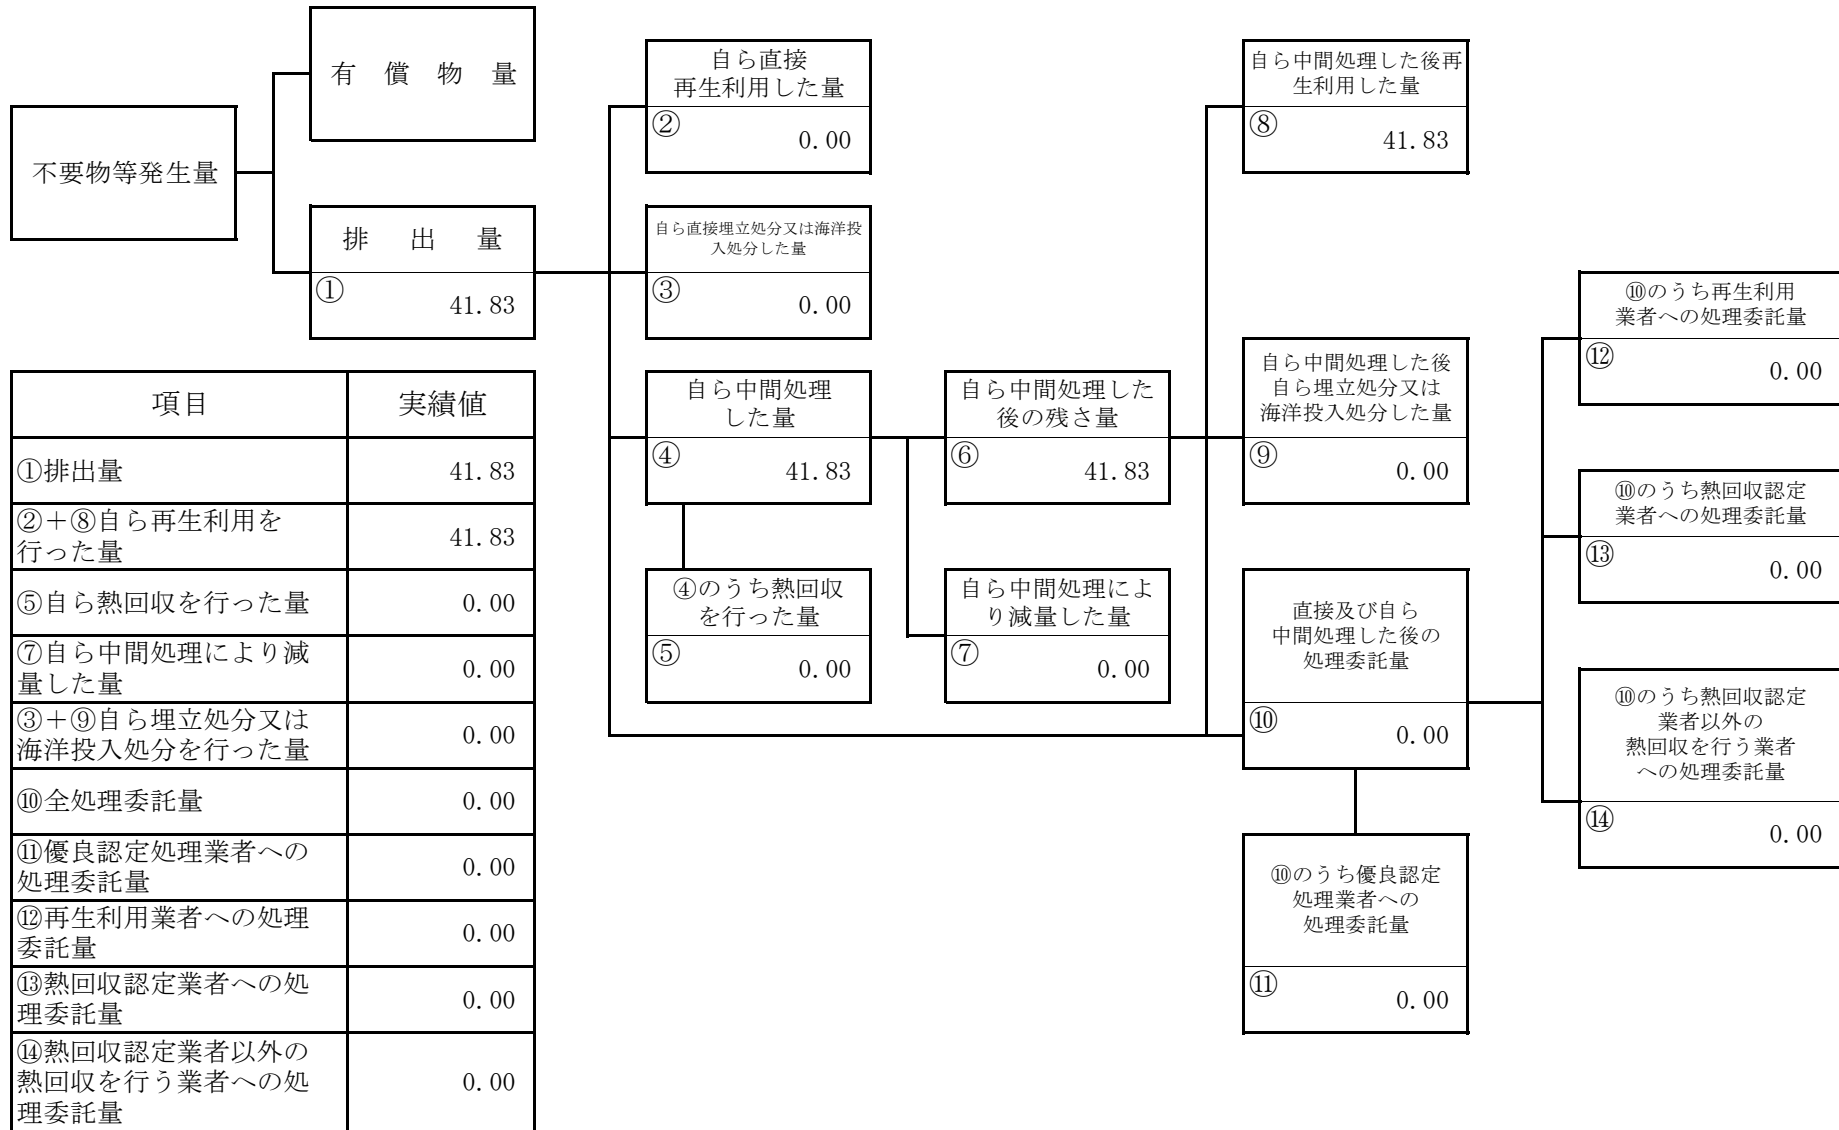 有 償 物 量
不要物等発生量
排 出 量
①
41.83
自ら直接
再生利用した量
②
0.00
自ら直接埋立処分又は海洋投
入処分した量
③
0.00
自ら中間処理
した量
④
41.83
④のうち熱回収
を行った量
⑤
0.00
自ら中間処理した
後の残さ量
⑥
41.83
自ら中間処理によ
り減量した量
⑦
0.00
自ら中間処理した後再
生利用した量
⑧
41.83
自ら中間処理した後
自ら埋立処分又は
海洋投入処分した量
⑨
0.00
直接及び自ら
中間処理した後の
処理委託量
⑩
0.00
⑩のうち優良認定
処理業者への
処理委託量
⑪
0.00
⑩のうち再生利用
業者への処理委託量
⑫
0.00
⑩のうち熱回収認定
業者への処理委託量
⑬
0.00
⑩のうち熱回収認定
業者以外の
熱回収を行う業者
への処理委託量
⑭
0.00
項目 実績値
①排出量 41.83
②＋⑧自ら再生利用を
行った量 41.83
⑤自ら熱回収を行った量 0.00
⑦自ら中間処理により減
量した量 0.00
③＋⑨自ら埋立処分又は
海洋投入処分を行った量 0.00
⑩全処理委託量 0.00
⑪優良認定処理業者への
処理委託量 0.00
⑫再生利用業者への処理
委託量 0.00
⑬熱回収認定業者への処
理委託量 0.00
⑭熱回収認定業者以外の
熱回収を行う業者への処 0.00
理委託量